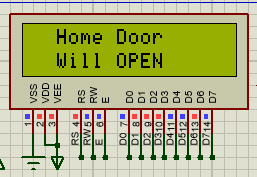 Home Door
Will OPEN
VSS VDD VEE RS RW E D0 D1 D2 D3 D4 D5 D6 D7
1 2 3 4 5 6 7 8 9 10 11 12 13 14
RS RW E D0 D1 D2 D3 D4 D5 D6 D7